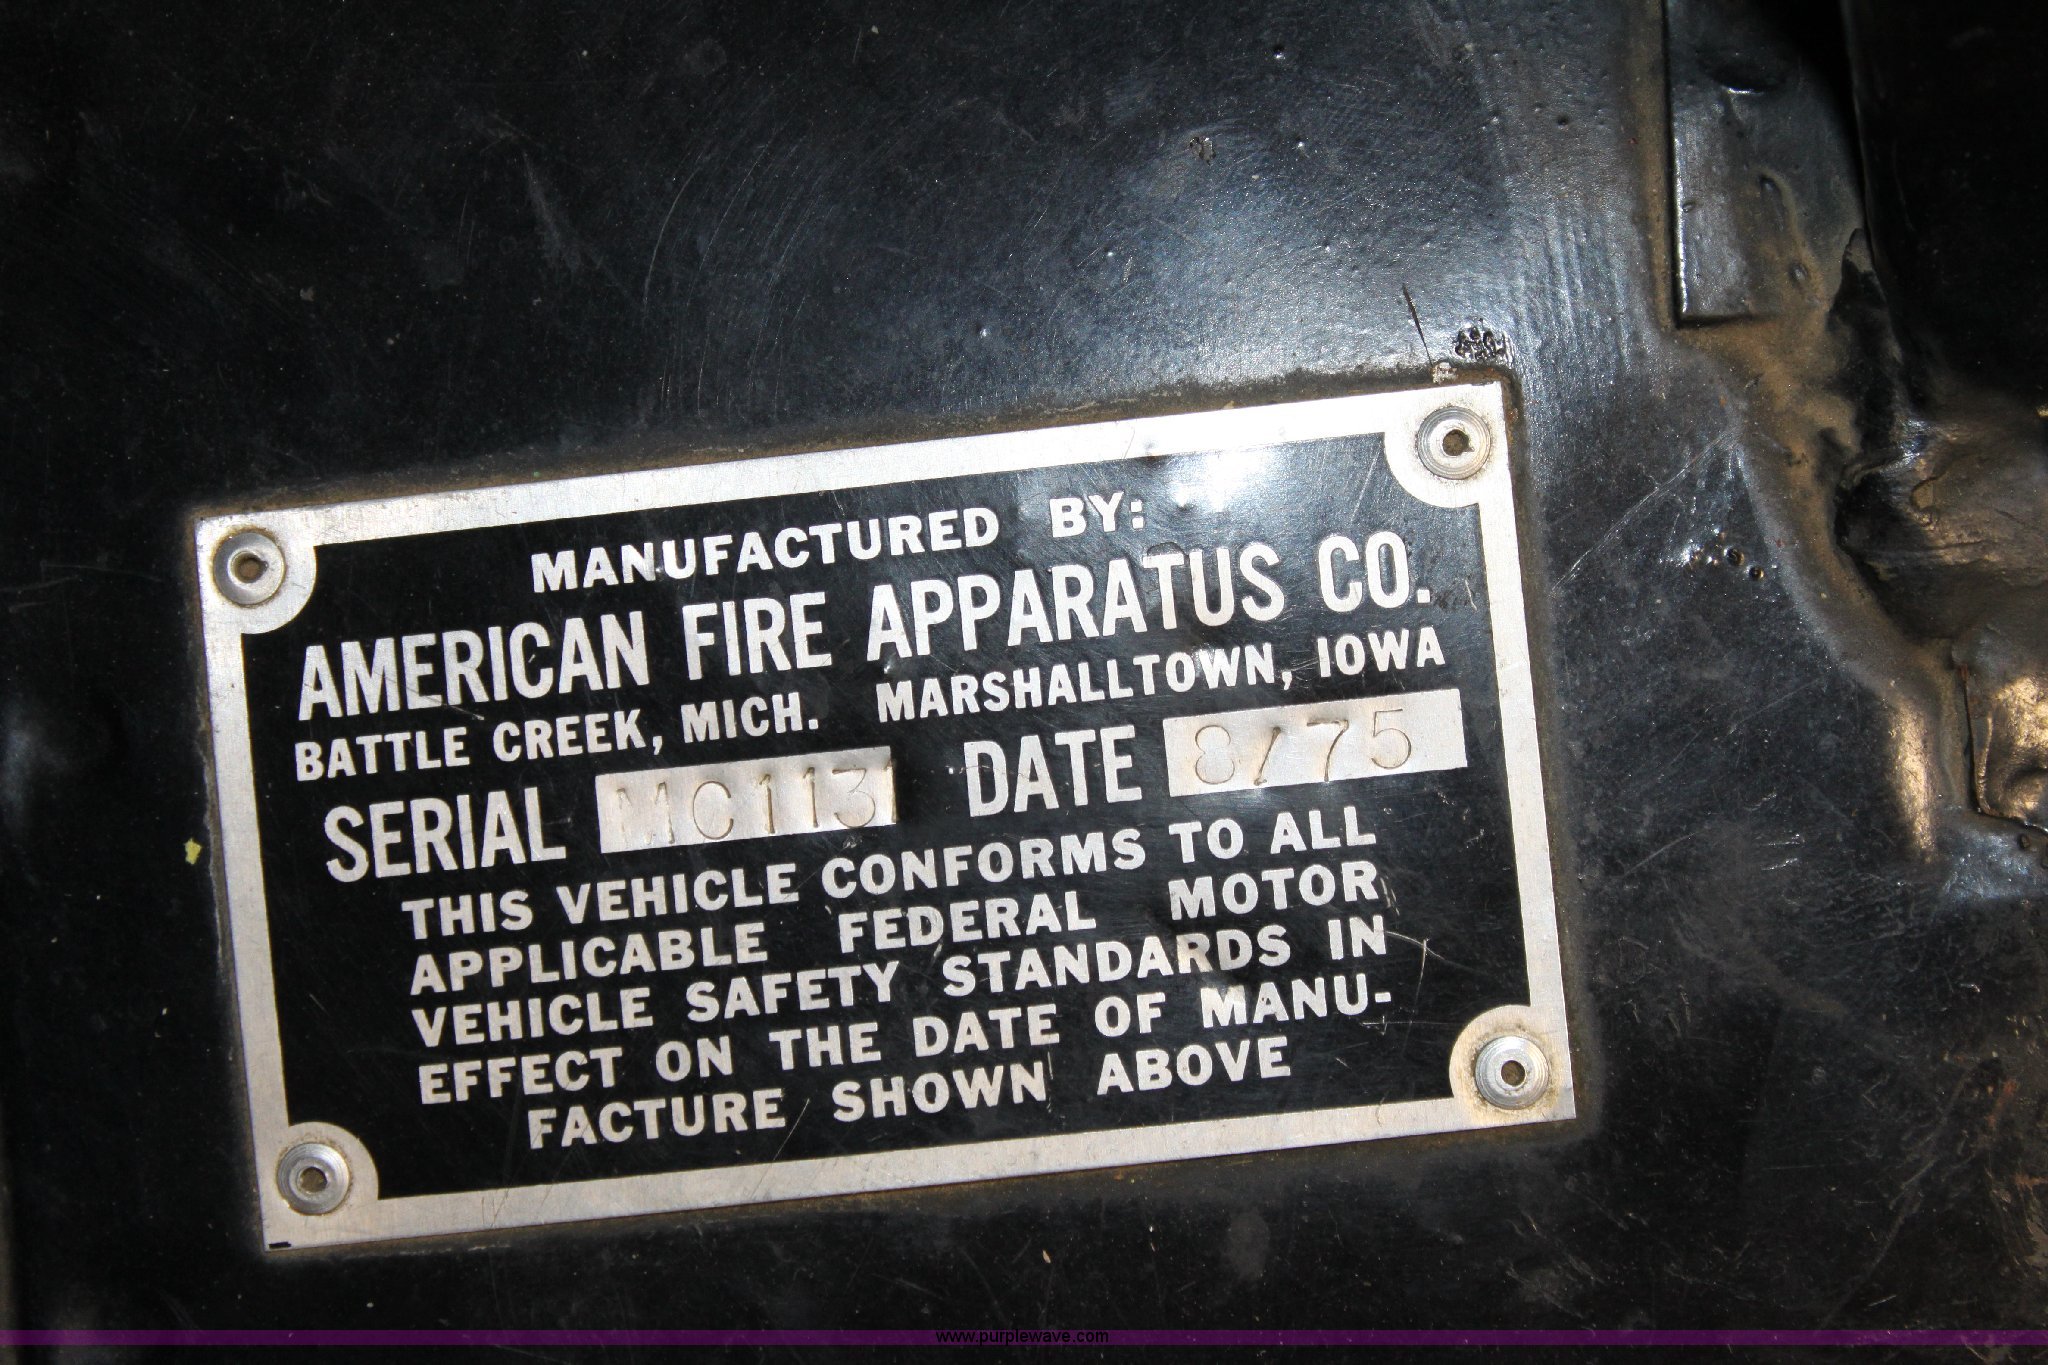 MANUFACTURED BY:
AMERICAN FIRE APPARATUS CO.
BATTLE CREEK, MICH. MARSHALLTOWN, IOWA
SERIAL MC1131 DATE 8/75
THIS VEHICLE CONFORMS TO ALL
APPLICABLE FEDERAL MOTOR
VEHICLE SAFETY STANDARDS IN
EFFECT ON THE DATE OF MANU-
FACTURE SHOWN ABOVE
www.purplewave.com